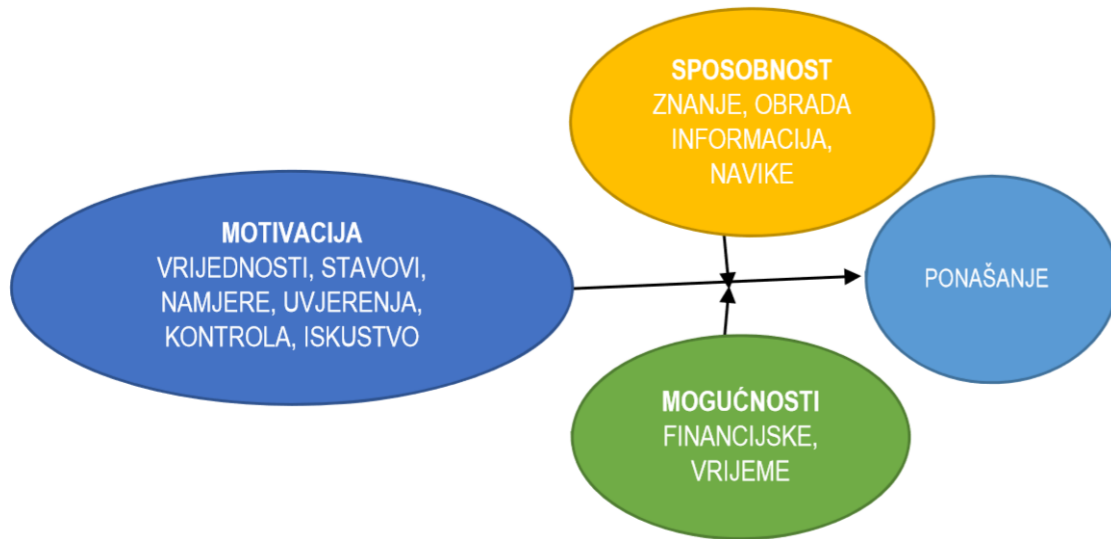 SPOSOBNOST
ZNANJE, OBRADA
INFORMACIJA,
NAVIKE
MOTIVACIJA
VRIJEDNOSTI, STAVOVI,
NAMJERE, UVJERENJA,
KONTROLA, ISKUSTVO
PONAŠANJE
MOGUĆNOSTI
FINANCIJSKE,
VRIJEME